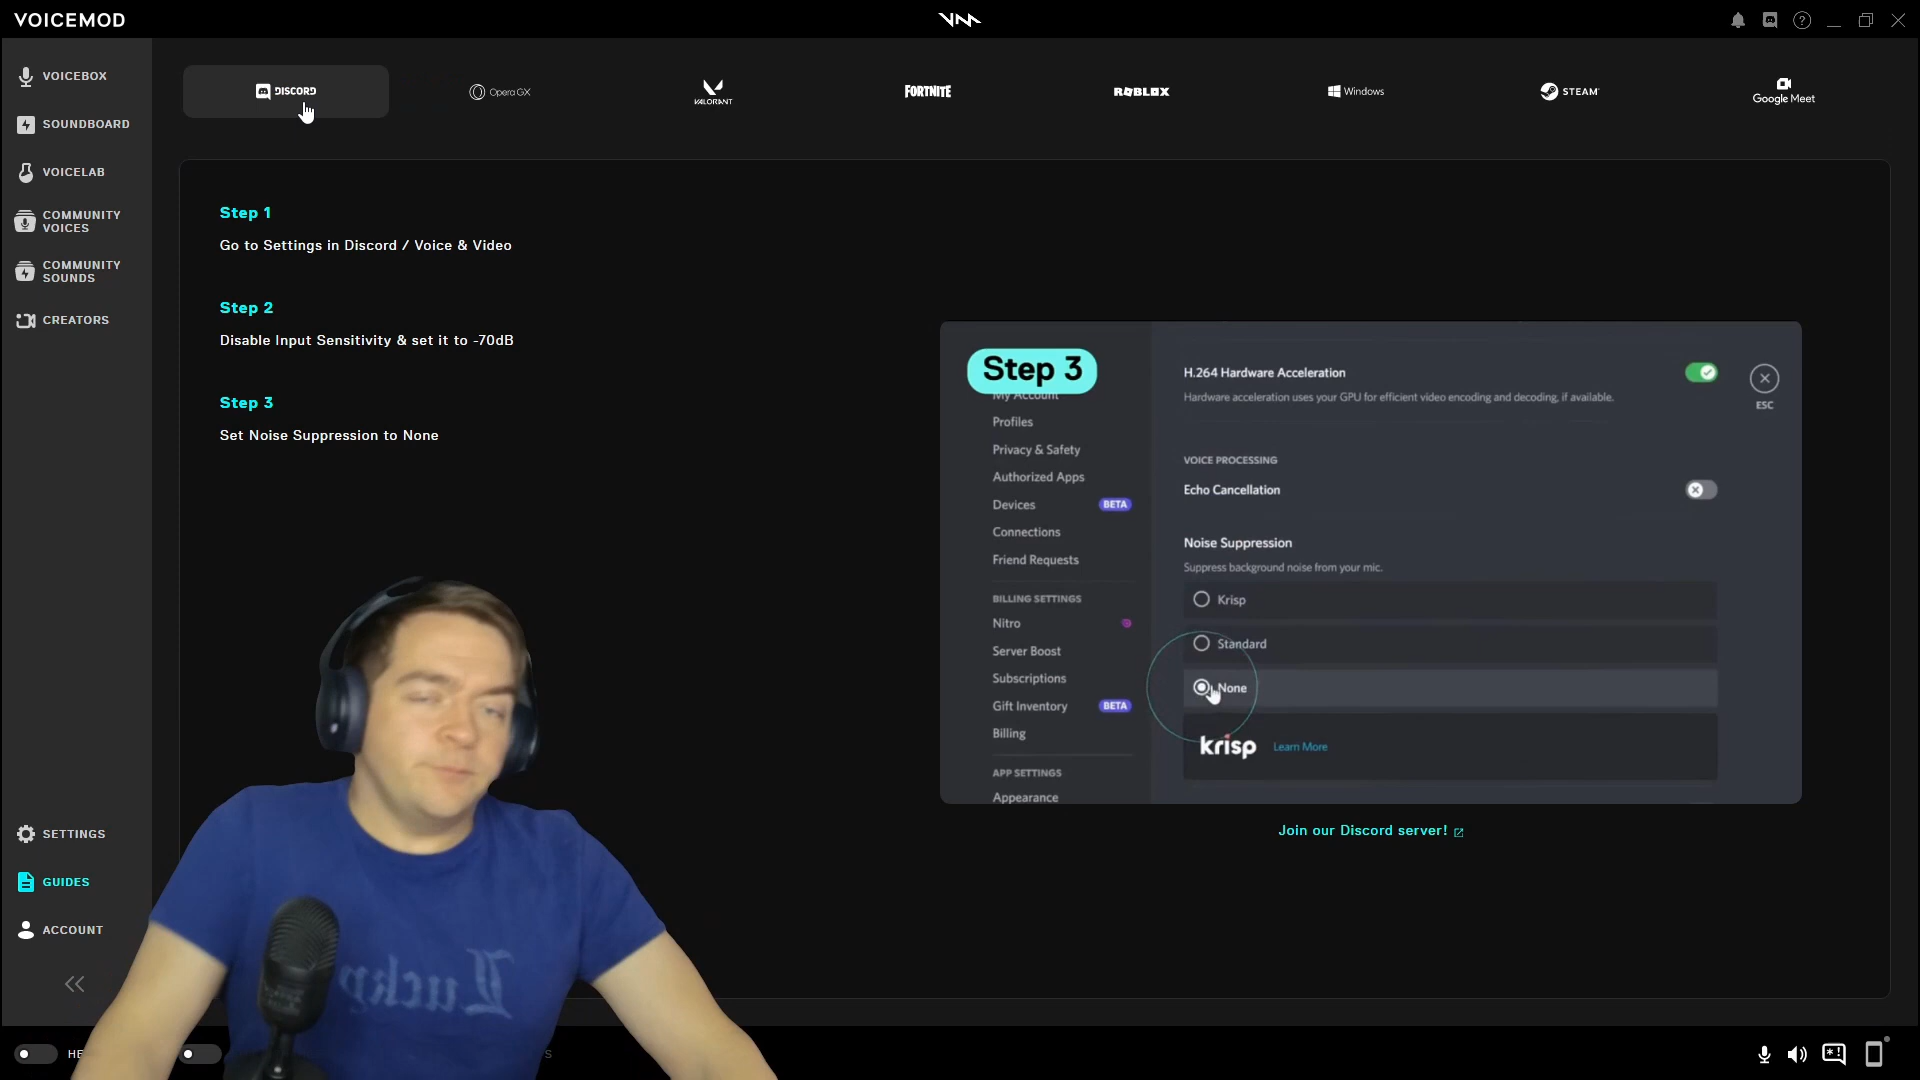 VOICEMOD
VOICEBOX
SOUNDBOARD
VOICELAB
COMMUNITY
VOICES
COMMUNITY
SOUNDS
CREATORS
SETTINGS
GUIDES
ACCOUNT
DISCORD
Opera GX
VALORANT
FORTNITE
ROBLOX
Windows
STEAM
Google Meet
Step 1
Go to Settings in Discord / Voice & Video
Step 2
Disable Input Sensitivity & set it to -70dB
Step 3
Set Noise Suppression to None
Step 3
My Account
Profiles
Privacy & Safety
Authorized Apps
Devices BETA
Connections
Friend Requests
BILLING SETTINGS
Nitro
Server Boost
Subscriptions
Gift Inventory BETA
Billing
APP SETTINGS
Appearance
H.264 Hardware Acceleration
Hardware acceleration uses your GPU for efficient video encoding and decoding, if available.
ESC
VOICE PROCESSING
Echo Cancellation
Noise Suppression
Suppress background noise from your mic.
Krisp
Standard
None
krisp Learn More
Join our Discord server!
Lucky